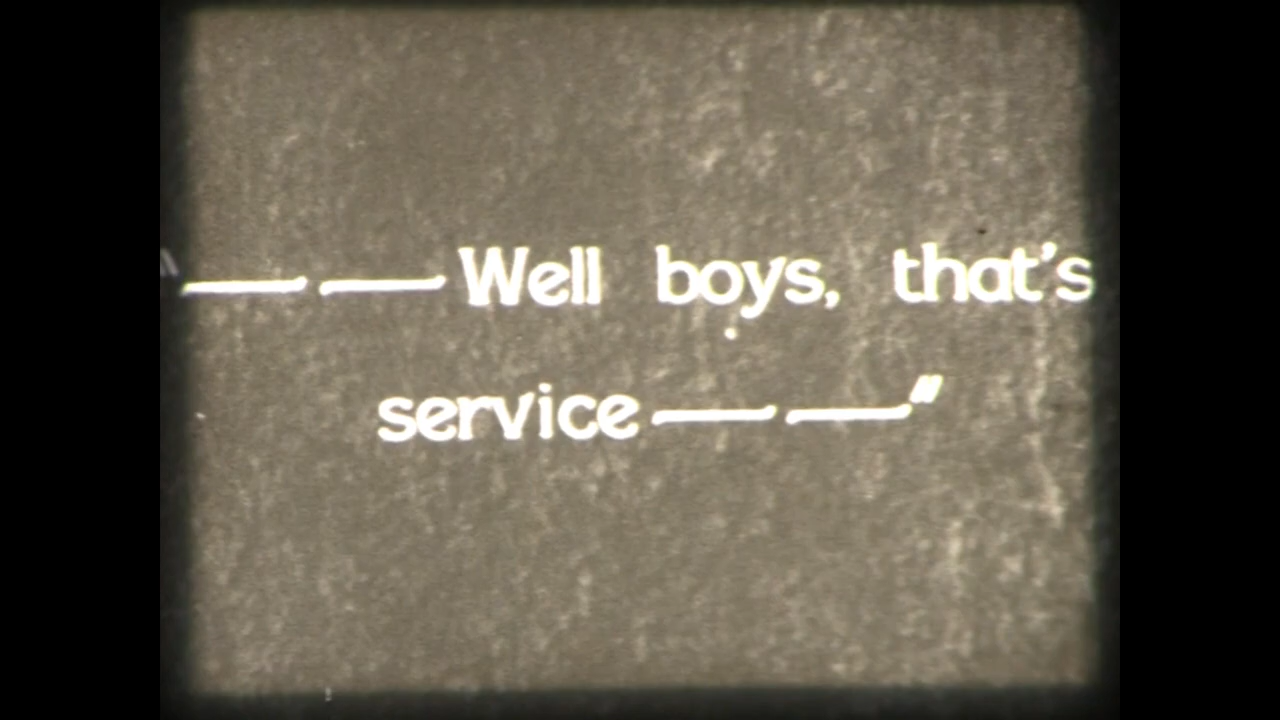 "— — Well boys, that's
service — —"